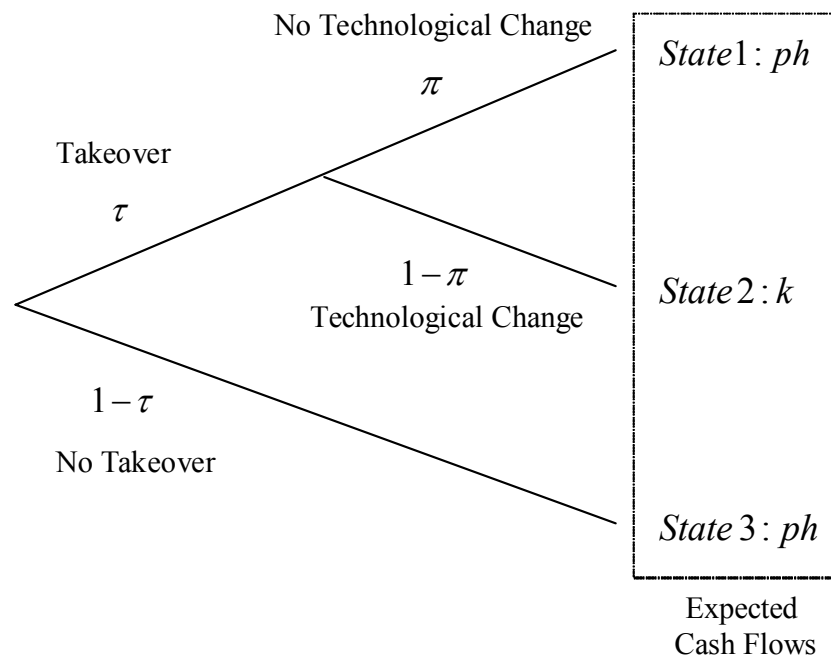 No Technological Change
State1: ph
π
Takeover
τ
1−π
State2: k
Technological Change
1−τ
No Takeover
State3: ph
Expected
Cash Flows